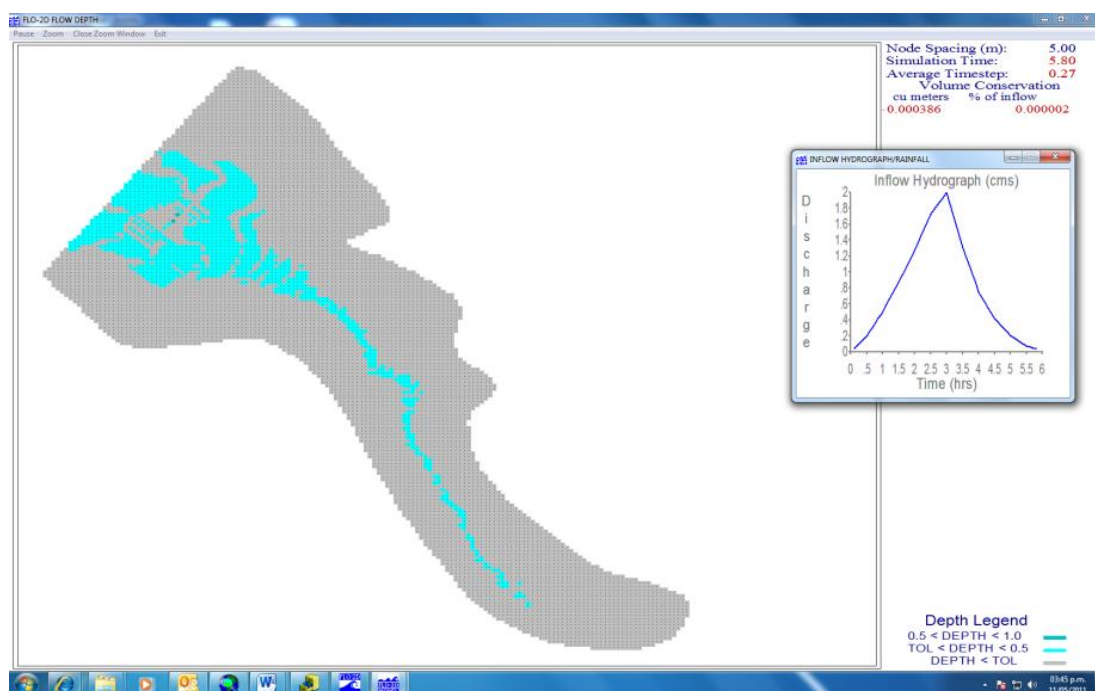 FLO-2D FLOW DEPTH
Pause Zoom Close Zoom Window Exit
Node Spacing (m): 5.00
Simulation Time: 5.80
Average Timestep: 0.27
Volume Conservation
cu meters % of inflow
0.000386 0.000002
INFLOW HYDROGRAPH/RAINFALL
Inflow Hydrograph (cms)
Discharge
2
1.8
1.6
1.4
1.2
1
.8
.6
.4
.2
0
0 .5 1 1.5 2 2.5 3 3.5 4 4.5 5 5.5 6
Time (hrs)
Depth Legend
0.5 < DEPTH < 1.0
TOL < DEPTH < 0.5
DEPTH < TOL
03:45 p.m.
11/05/2011